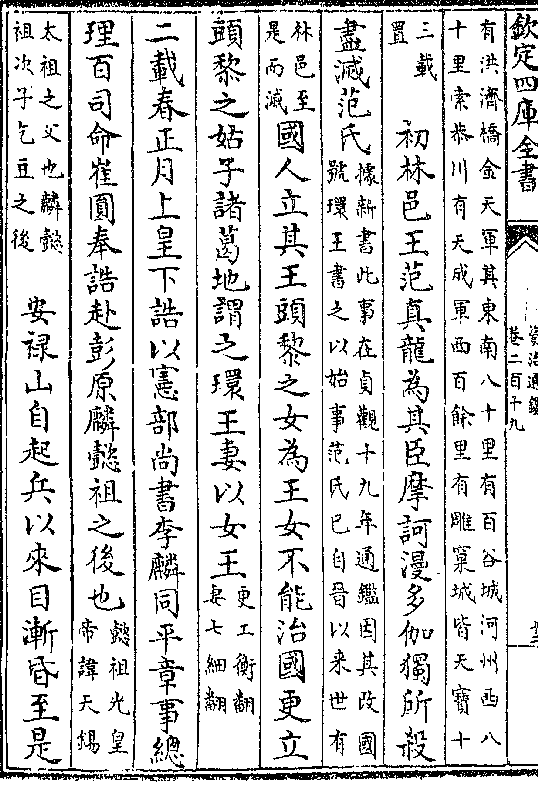 欽定四庫全書
資治通鑑
卷二百十九
有洪濟橋金天軍其東南八十里有百谷城河州西八
十里索恭川有天成軍西百餘里有雕窠城皆天寶十
三載
置
初林邑王范真龍為其臣摩訶漫多伽獨所殺
盡滅范氏
據新書此事在貞觀十九年通鑑因其改國
號環王書之以始事范氏已自晉以來世有
林邑至
是而滅
國人立其王頭黎之女為王女不能治國更立
頭黎之姑子諸葛地謂之環王妻以女王
更工衡翻
妻七細翻
二載春正月上皇下誥以憲部尚書李麟同平章事總
理百司命崔圓奉誥赴彭原麟懿祖之後也
懿祖光皇
帝諱天錫
太祖之父也麟懿
祖次子乞豆之後
安祿山自起兵以來目漸昏至是